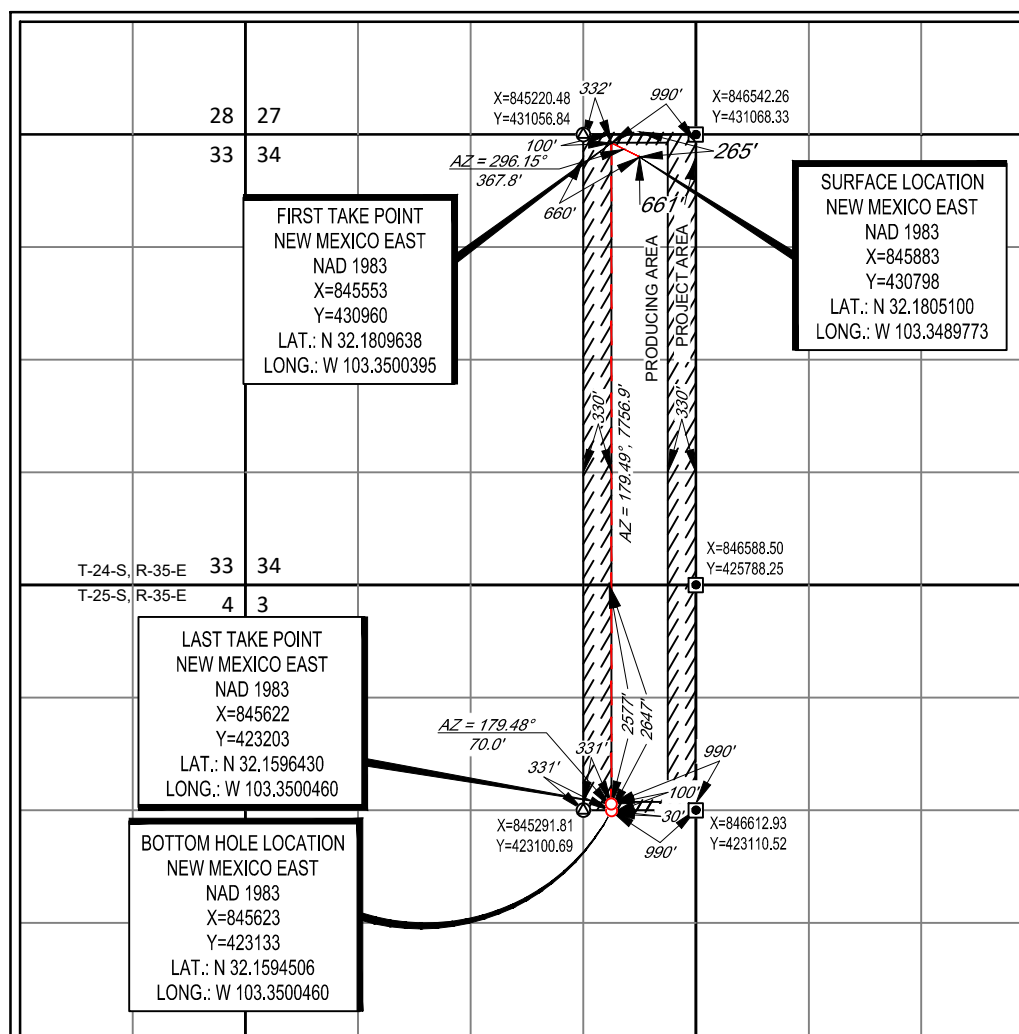 X=845220.48
Y=431056.84
332'
990'
X=846542.26
Y=431068.33
28 27
33 34
100'
AZ = 296.15°
367.8'
265'
660'
661'
FIRST TAKE POINT
NEW MEXICO EAST
NAD 1983
X=845553
Y=430960
LAT.: N 32.1809638
LONG.: W 103.3500395
SURFACE LOCATION
NEW MEXICO EAST
NAD 1983
X=845883
Y=430798
LAT.: N 32.1805100
LONG.: W 103.3489773
PRODUCING AREA
PROJECT AREA
330'
330'
AZ = 179.49°, 7756.9'
T-24-S, R-35-E
33 34
T-25-S, R-35-E
4 3
X=846588.50
Y=425788.25
LAST TAKE POINT
NEW MEXICO EAST
NAD 1983
X=845622
Y=423203
LAT.: N 32.1596430
LONG.: W 103.3500460
2577'
2647'
AZ = 179.48°
70.0'
331'
331'
990'
100'
30'
990'
X=845291.81
Y=423100.69
X=846612.93
Y=423110.52
BOTTOM HOLE LOCATION
NEW MEXICO EAST
NAD 1983
X=845623
Y=423133
LAT.: N 32.1594506
LONG.: W 103.3500460